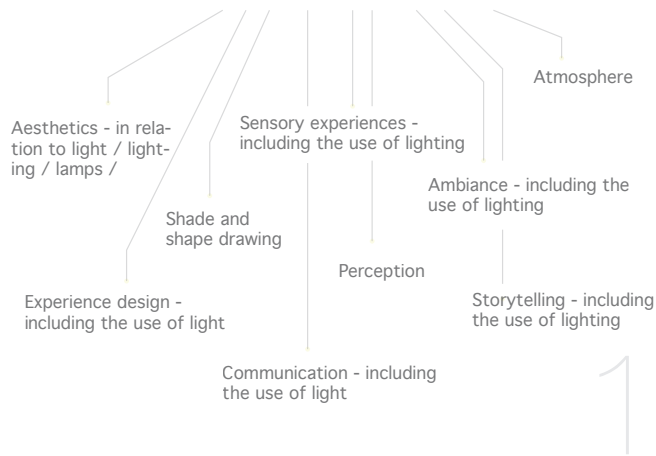 Atmosphere
Aesthetics - in rela-
tion to light / light-
ing / lamps /
Sensory experiences -
including the use of lighting
Ambiance - including the
use of lighting
Shade and
shape drawing
Perception
Experience design -
including the use of light
Storytelling - including
the use of lighting
Communication - including
the use of light
1